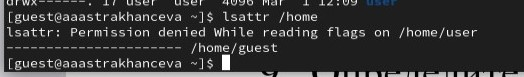 drwx------. 17 user  user  4096 Mar  1 12:09 user
[guest@aaastrakhanceva ~]$ lsattr /home
lsattr: Permission denied While reading flags on /home/user
---------------------- /home/guest
[guest@aaastrakhanceva ~]$